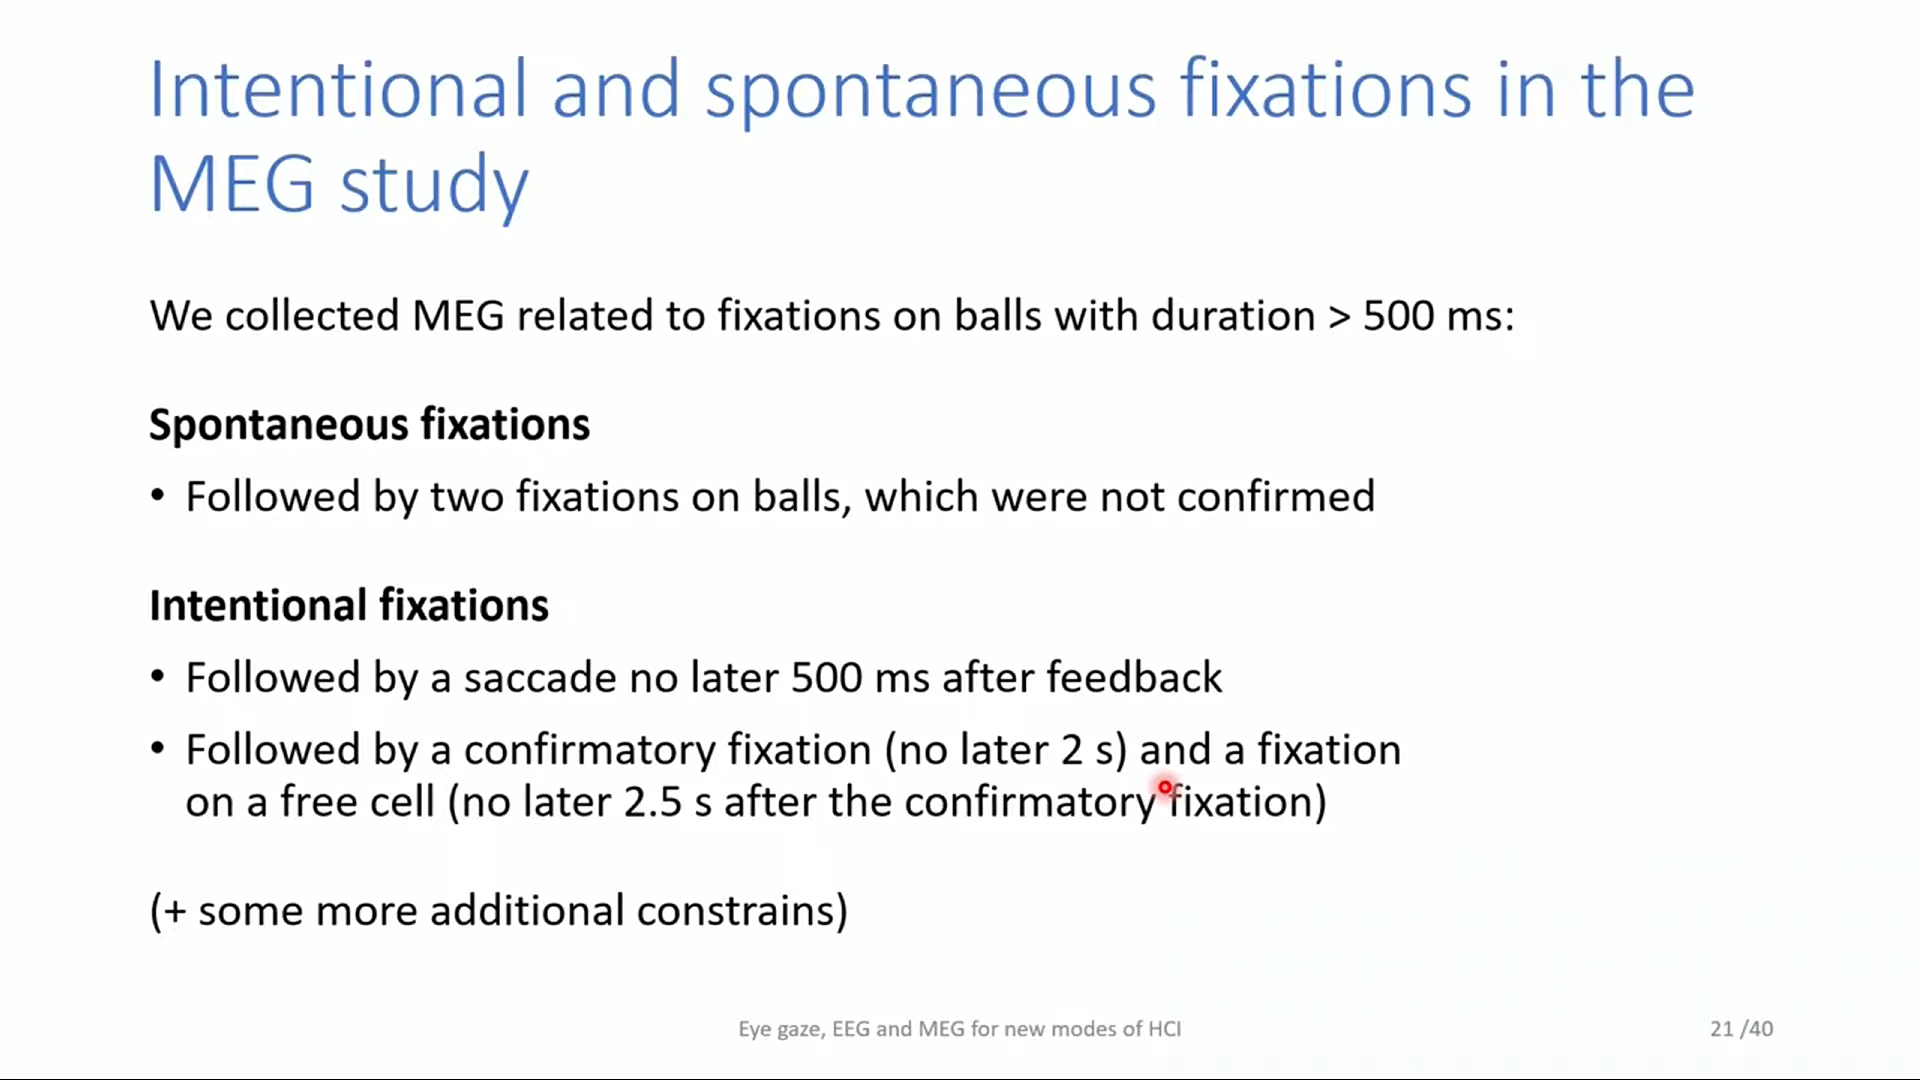 Intentional and spontaneous fixations in the
MEG study
We collected MEG related to fixations on balls with duration > 500 ms:
Spontaneous fixations
• Followed by two fixations on balls, which were not confirmed
Intentional fixations
• Followed by a saccade no later 500 ms after feedback
• Followed by a confirmatory fixation (no later 2 s) and a fixation
on a free cell (no later 2.5 s after the confirmatory fixation)
(+ some more additional constrains)
Eye gaze, EEG and MEG for new modes of HCI
21 /40